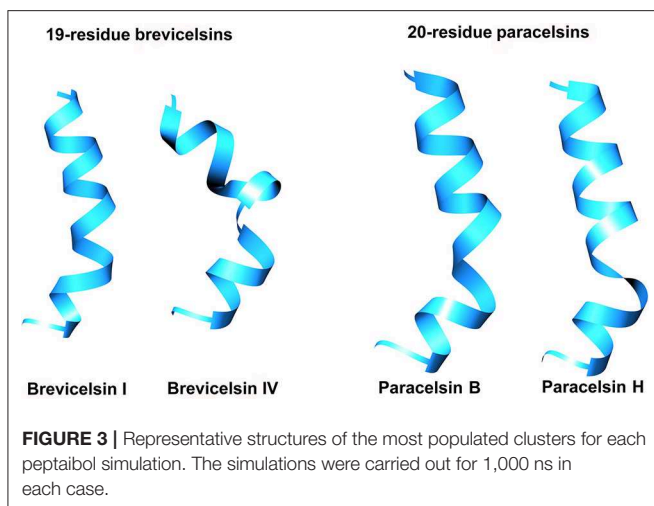 19-residue brevicelsins
20-residue paracelsins
Brevicelsin I
Brevicelsin IV
Paracelsin B
Paracelsin H
FIGURE 3 | Representative structures of the most populated clusters for each
peptaibol simulation. The simulations were carried out for 1,000 ns in
each case.